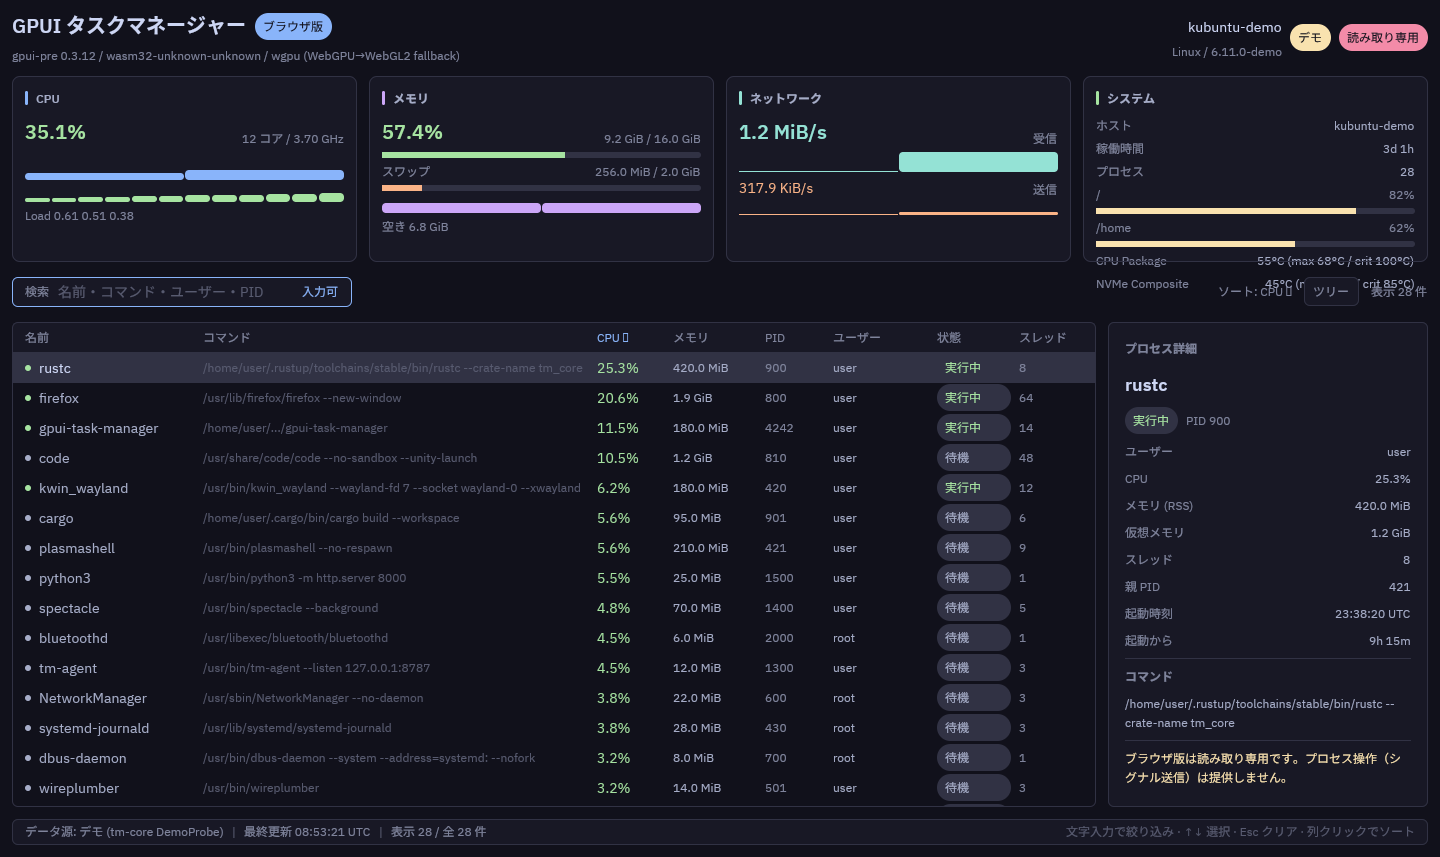 GPUI タスクマネージャー ブラウザ版
gpui-pre 0.3.12 / wasm32-unknown-unknown / wgpu (WebGPU→WebGL2 fallback)
kubuntu-demo
Linux / 6.11.0-demo
デモ 読み取り専用
CPU
35.1% 12 コア / 3.70 GHz
Load 0.61 0.51 0.38
メモリ
57.4% 9.2 GiB / 16.0 GiB
スワップ 256.0 MiB / 2.0 GiB
空き 6.8 GiB
ネットワーク
1.2 MiB/s 受信
317.9 KiB/s 送信
システム
ホスト kubuntu-demo
稼働時間 3d 1h
プロセス 28
/ 82%
/home 62%
CPU Package 55°C (max 68°C / crit 100°C)
NVMe Composite 45°C / crit 85°C)
検索 名前・コマンド・ユーザー・PID 入力可
ソート: CPU ツリー 表示 28 件
名前 コマンド CPU メモリ PID ユーザー 状態 スレッド
rustc /home/user/.rustup/toolchains/stable/bin/rustc --crate-name tm_core 25.3% 420.0 MiB 900 user 実行中 8
firefox /usr/lib/firefox/firefox --new-window 20.6% 1.9 GiB 800 user 実行中 64
gpui-task-manager /home/user/.../gpui-task-manager 11.5% 180.0 MiB 4242 user 実行中 14
code /usr/share/code/code --no-sandbox --unity-launch 10.5% 1.2 GiB 810 user 待機 48
kwin_wayland /usr/bin/kwin_wayland --wayland-fd 7 --socket wayland-0 --xwayland 6.2% 180.0 MiB 420 user 実行中 12
cargo /home/user/.cargo/bin/cargo build --workspace 5.6% 95.0 MiB 901 user 待機 6
plasmashell /usr/bin/plasmashell --no-respawn 5.6% 210.0 MiB 421 user 待機 9
python3 /usr/bin/python3 -m http.server 8000 5.5% 25.0 MiB 1500 user 待機 1
spectacle /usr/bin/spectacle --background 4.8% 70.0 MiB 1400 user 待機 5
bluetoothd /usr/libexec/bluetooth/bluetoothd 4.5% 6.0 MiB 2000 root 待機 1
tm-agent /usr/bin/tm-agent --listen 127.0.0.1:8787 4.5% 12.0 MiB 1300 user 待機 3
NetworkManager /usr/sbin/NetworkManager --no-daemon 3.8% 22.0 MiB 600 root 待機 3
systemd-journald /usr/lib/systemd/systemd-journald 3.8% 28.0 MiB 430 root 待機 3
dbus-daemon /usr/bin/dbus-daemon --system --address=systemd: --nofork 3.2% 8.0 MiB 700 root 待機 1
wireplumber /usr/bin/wireplumber 3.2% 14.0 MiB 501 user 待機 3
プロセス詳細
rustc
実行中 PID 900
ユーザー user
CPU 25.3%
メモリ (RSS) 420.0 MiB
仮想メモリ 1.2 GiB
スレッド 8
親 PID 421
起動時刻 23:38:20 UTC
起動から 9h 15m
コマンド
/home/user/.rustup/toolchains/stable/bin/rustc --
crate-name tm_core
ブラウザ版は読み取り専用です。プロセス操作（シ
グナル送信）は提供しません。
データ源: デモ (tm-core DemoProbe) | 最終更新 08:53:21 UTC | 表示 28 / 全 28 件
文字入力で絞り込み · ↑↓ 選択 · Esc クリア · 列クリックでソート